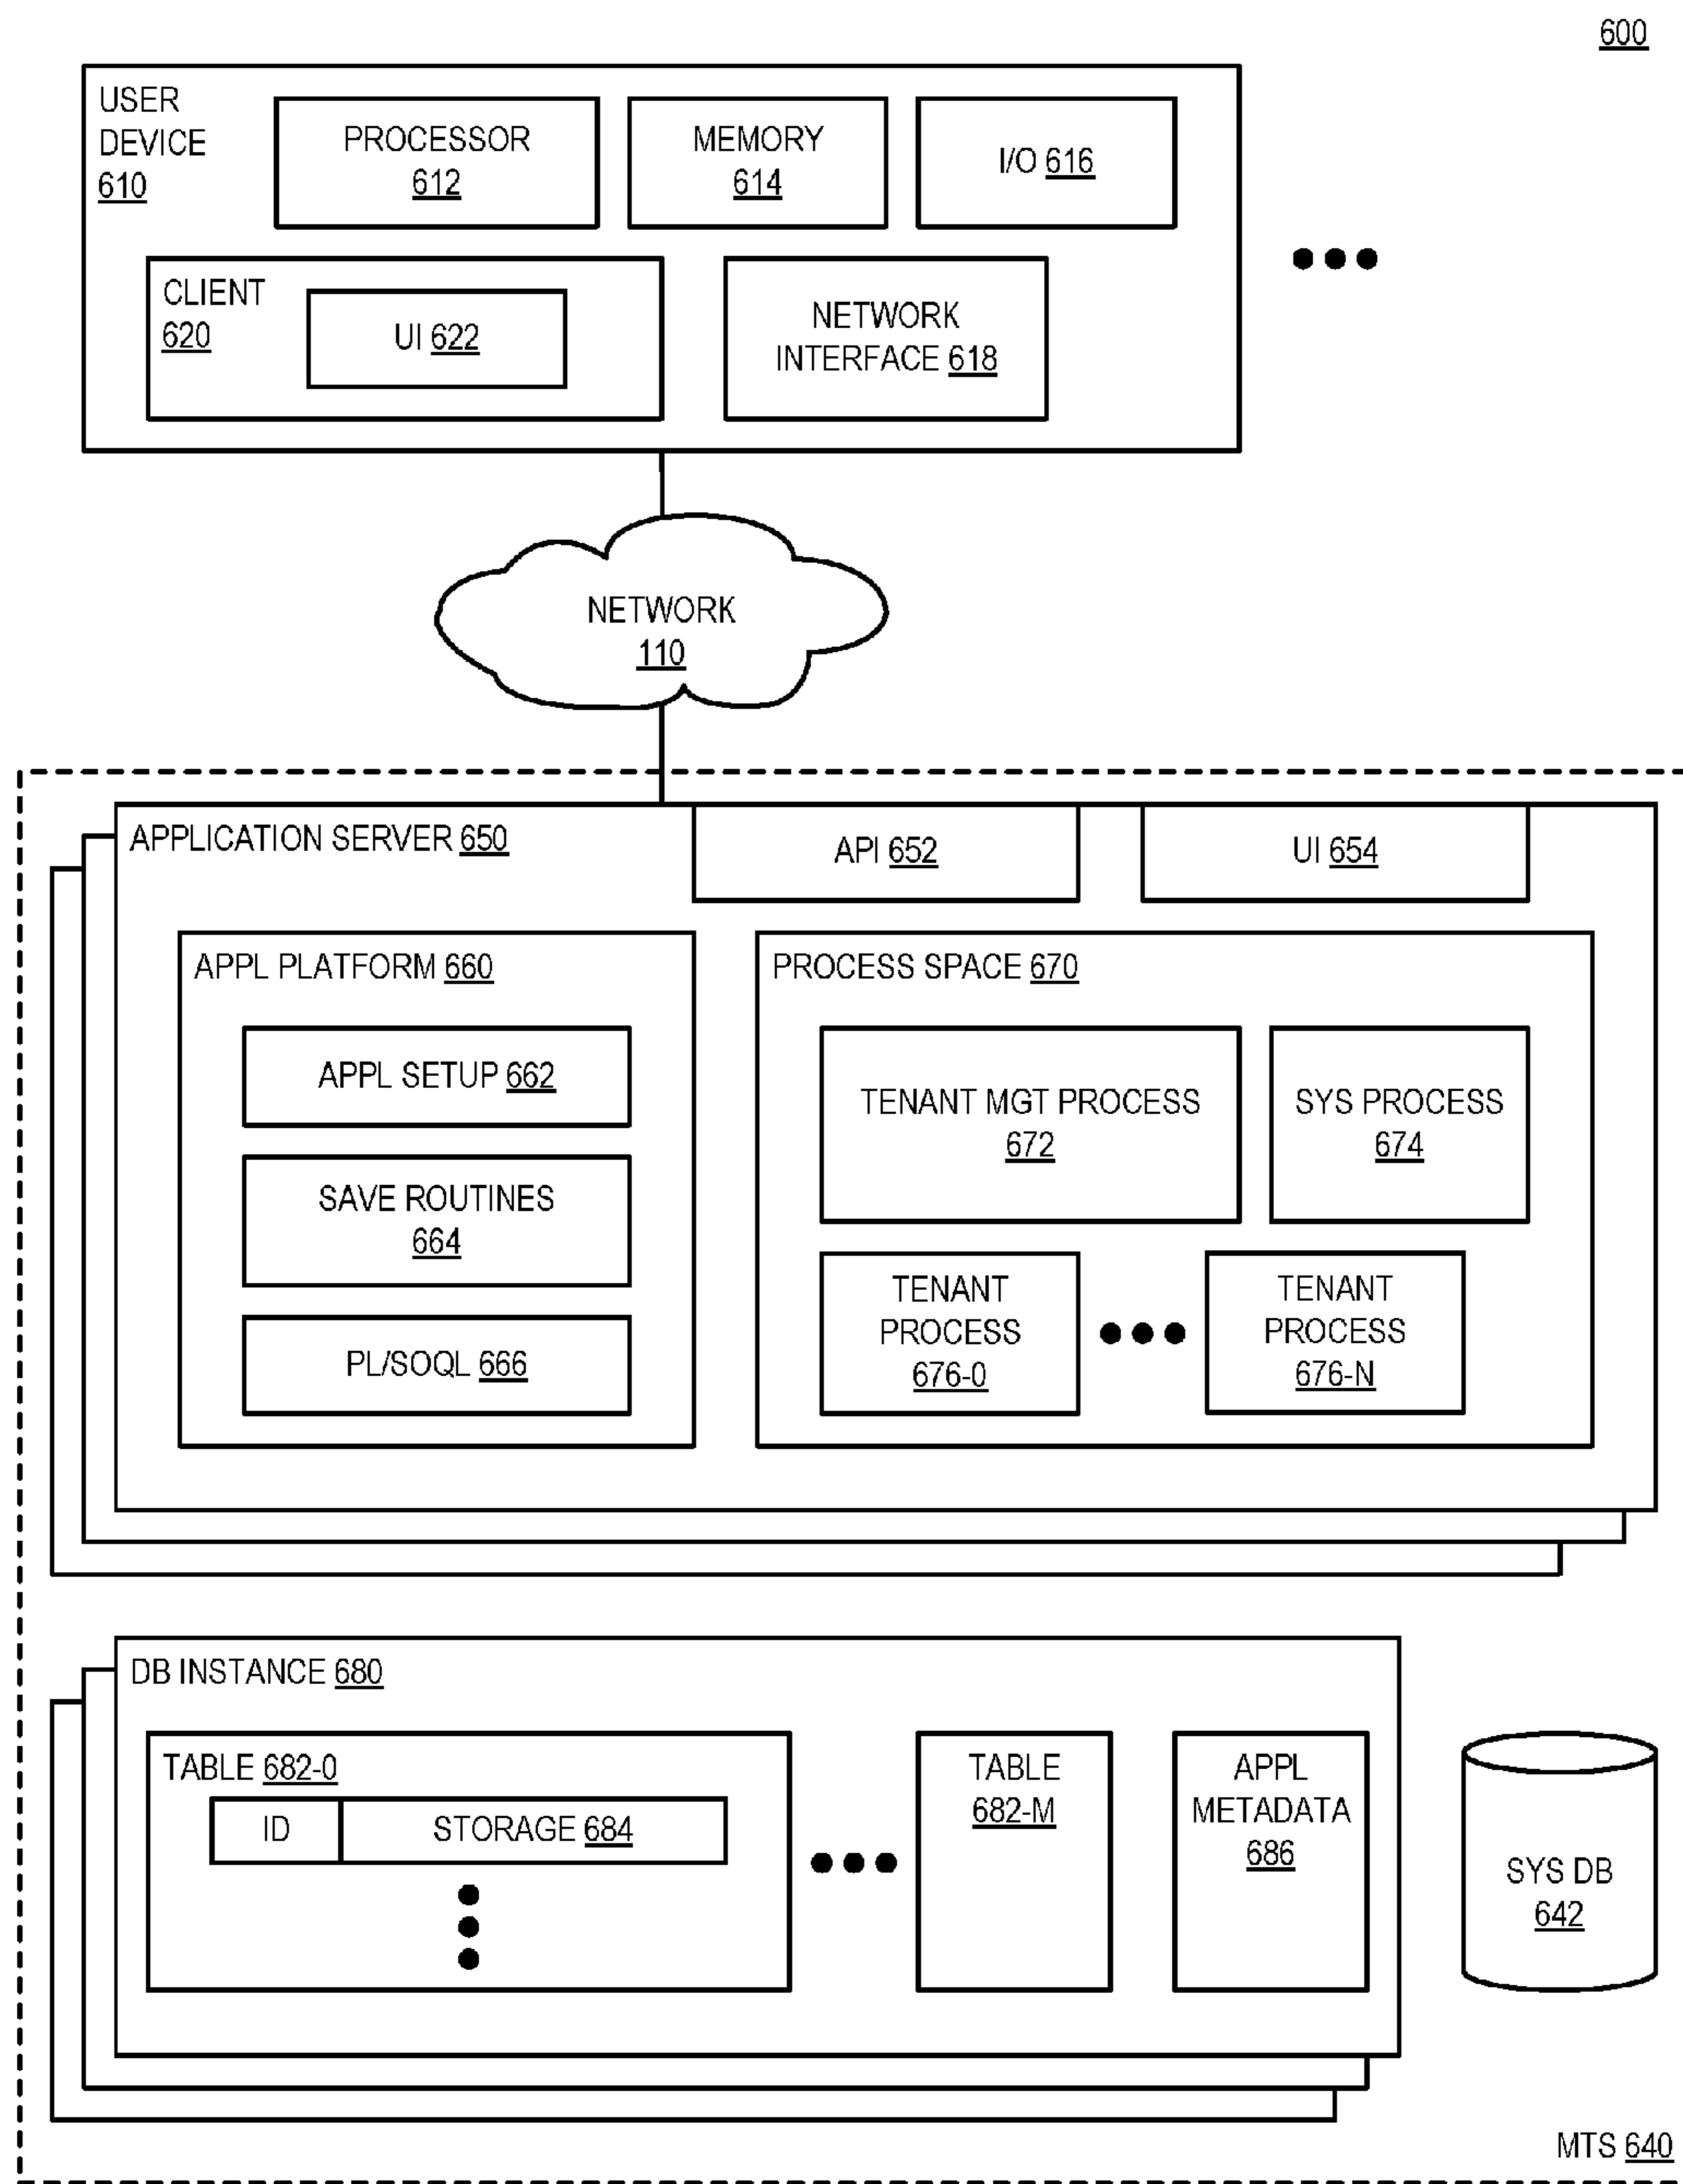 600
USER
DEVICE
610
PROCESSOR
612
MEMORY
614
I/O 616
CLIENT
620
UI 622
NETWORK
INTERFACE 618
NETWORK
110
APPLICATION SERVER 650
API 652
UI 654
APPL PLATFORM 660
APPL SETUP 662
SAVE ROUTINES
664
PL/SOQL 666
PROCESS SPACE 670
TENANT MGT PROCESS
672
SYS PROCESS
674
TENANT
PROCESS
676-0
TENANT
PROCESS
676-N
DB INSTANCE 680
TABLE 682-0
ID
STORAGE 684
TABLE
682-M
APPL
METADATA
686
SYS DB
642
MTS 640